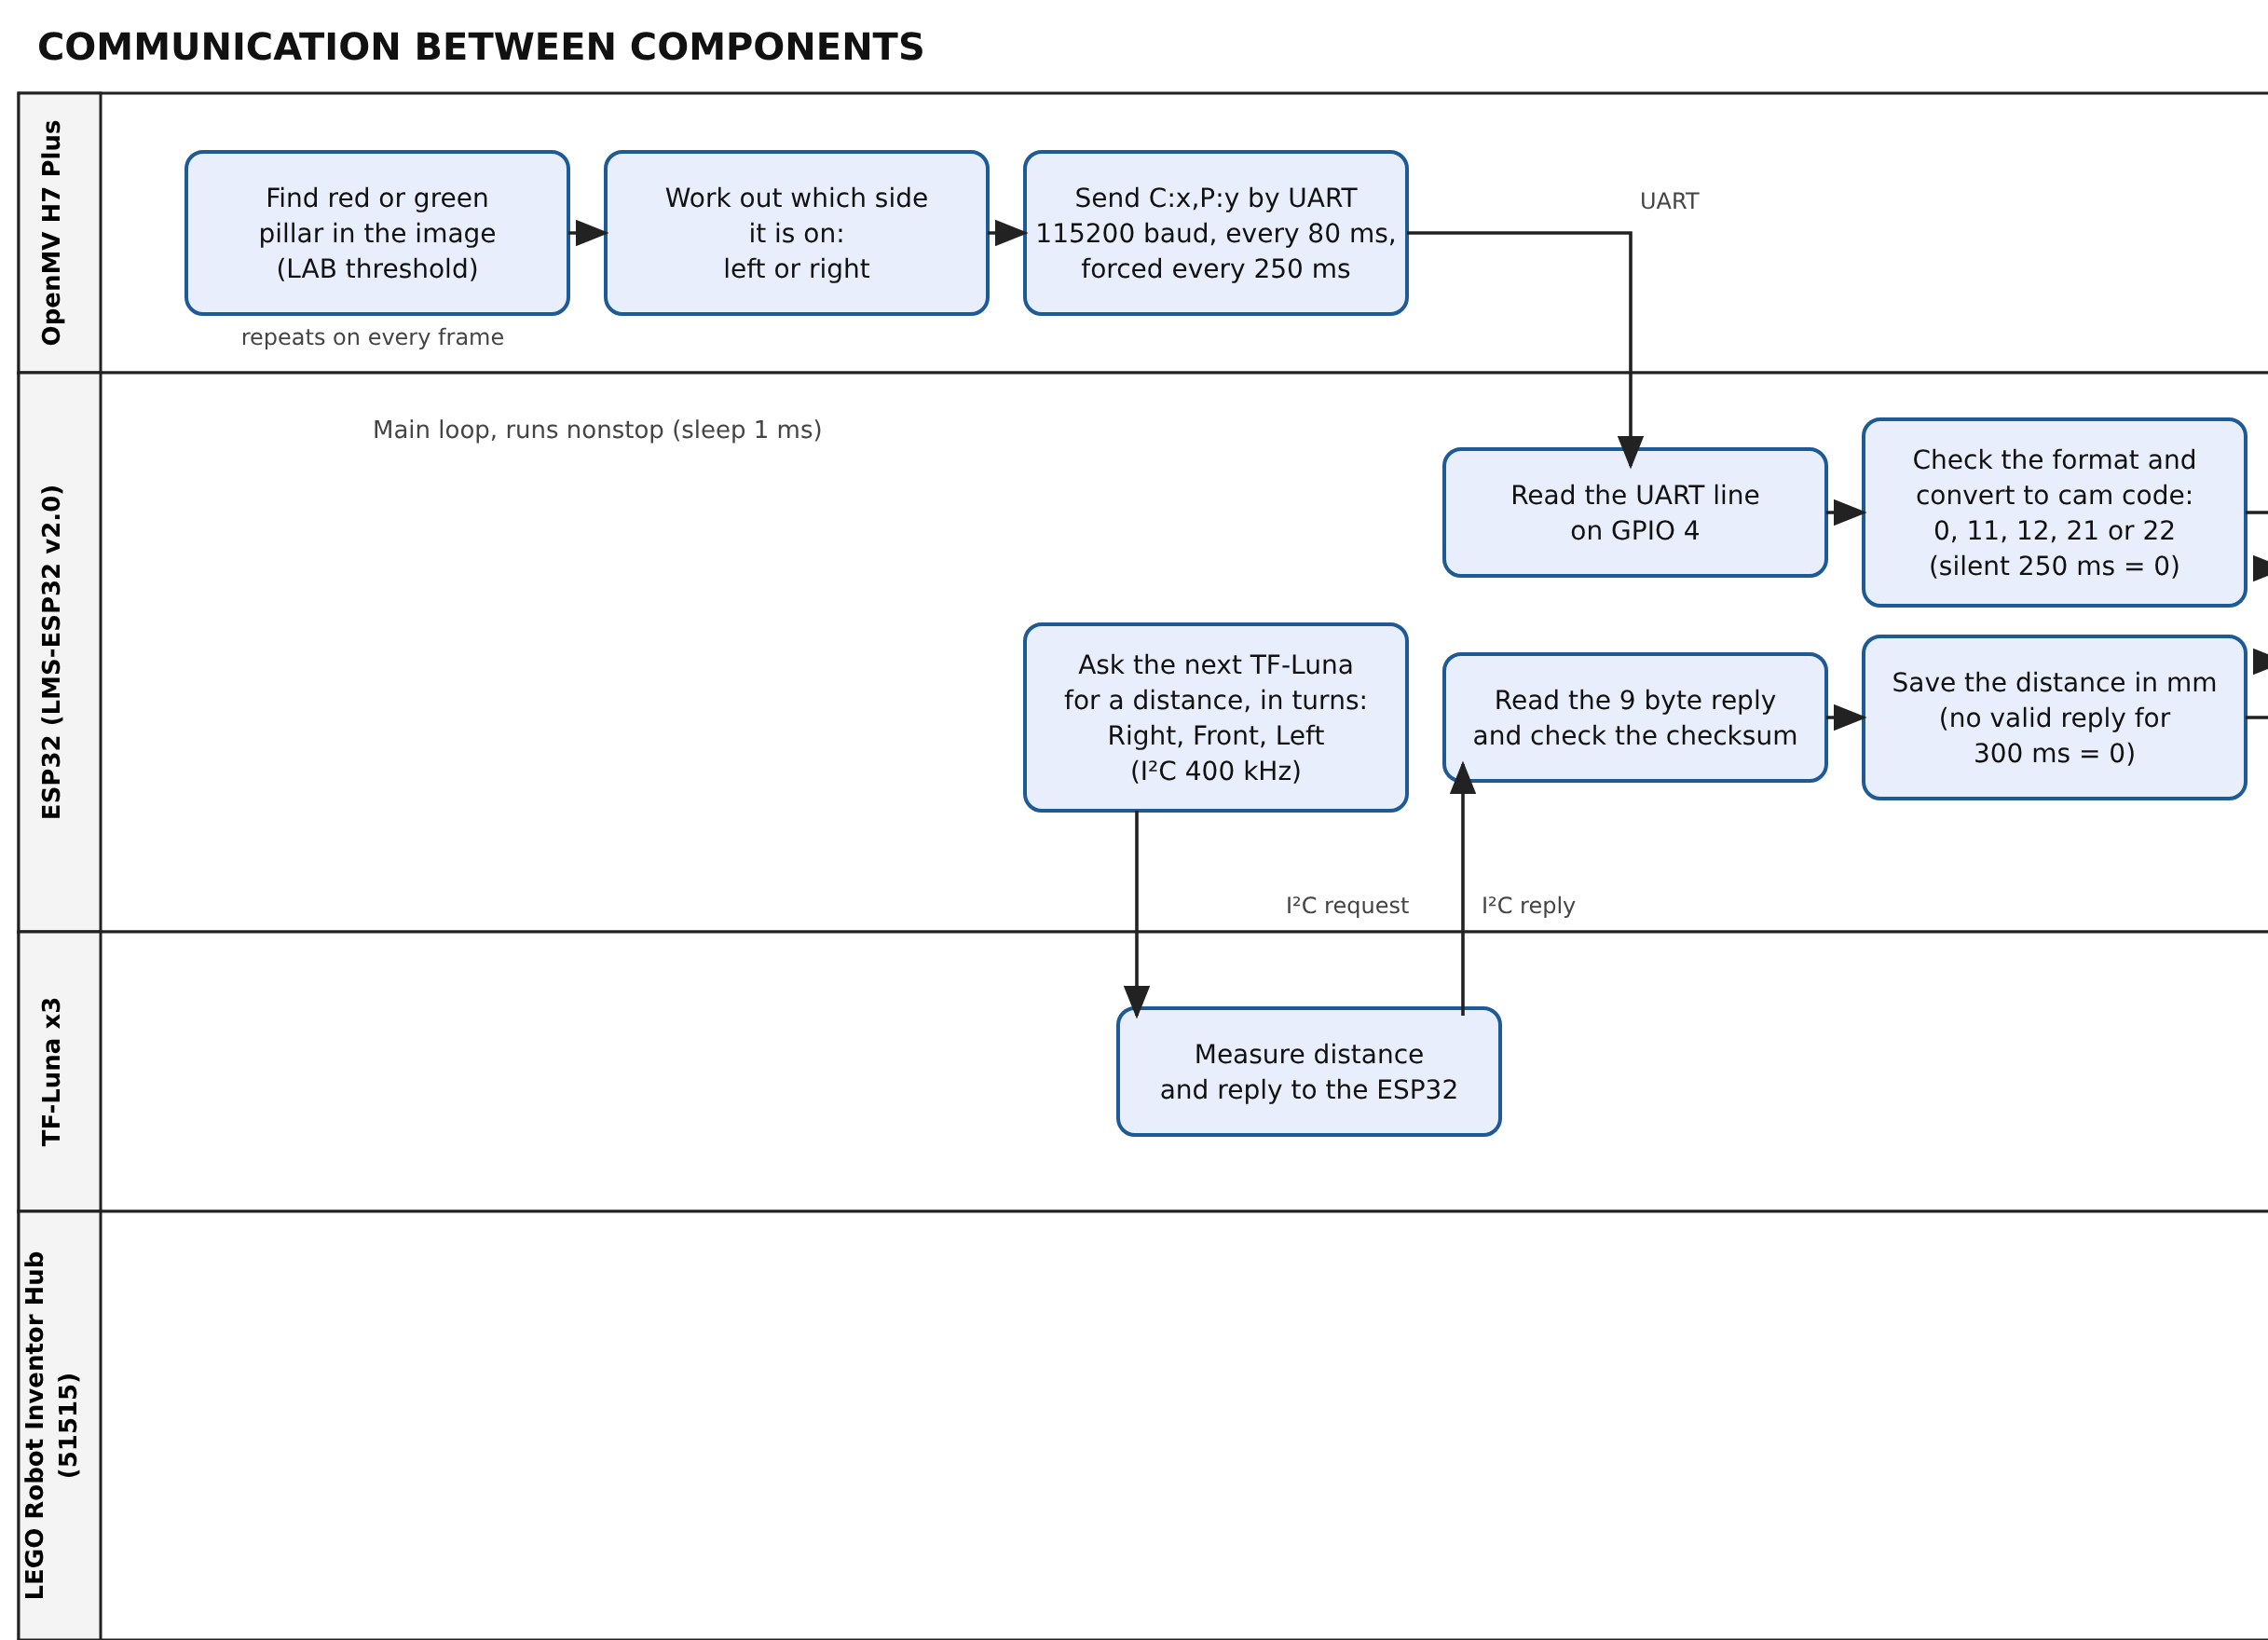 COMMUNICATION BETWEEN COMPONENTS
OpenMV H7 Plus
Find red or green
pillar in the image
(LAB threshold)
repeats on every frame
Work out which side
it is on:
left or right
Send C:x,P:y by UART
115200 baud, every 80 ms,
forced every 250 ms
UART
ESP32 (LMS-ESP32 v2.0)
Main loop, runs nonstop (sleep 1 ms)
Read the UART line
on GPIO 4
Check the format and
convert to cam code:
0, 11, 12, 21 or 22
(silent 250 ms = 0)
Ask the next TF-Luna
for a distance, in turns:
Right, Front, Left
(I²C 400 kHz)
Read the 9 byte reply
and check the checksum
Save the distance in mm
(no valid reply for
300 ms = 0)
I²C request
I²C reply
TF-Luna x3
Measure distance
and reply to the ESP32
LEGO Robot Inventor Hub
(51515)